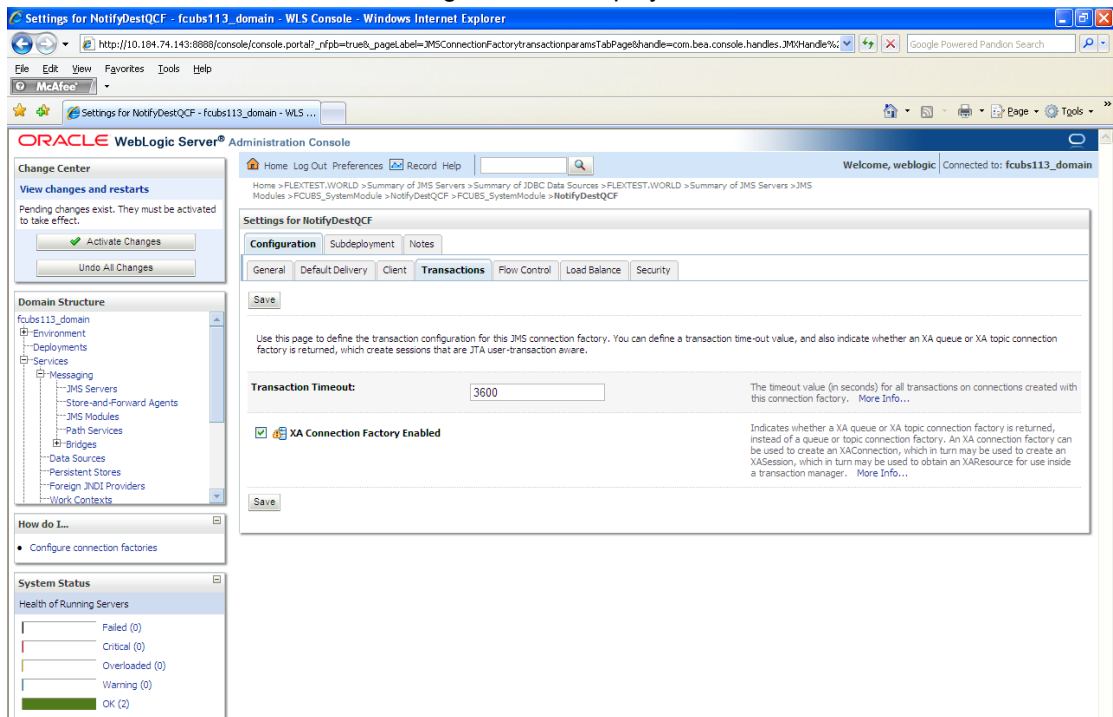 Settings for NotifyDestQCF - fcubs113_domain - WLS Console - Windows Internet Explorer
http://10.184.74.143:8888/console/console.portal?_nfpb=true&_pageLabel=JMSConnectionFactorytransactionparamsTabPage&handle=com.bea.console.handles.JMXHandle%
Google Powered Pandion Search
File Edit View Favorites Tools Help
McAfee
Settings for NotifyDestQCF - fcubs113_domain - WLS ...
Page Tools
ORACLE WebLogic Server® Administration Console
Change Center
View changes and restarts
Pending changes exist. They must be activated
to take effect.
Activate Changes
Undo All Changes
Domain Structure
fcubs113_domain
Environment
Deployments
Services
Messaging
JMS Servers
Store-and-Forward Agents
JMS Modules
Path Services
Bridges
Data Sources
Persistent Stores
Foreign JNDI Providers
Work Contexts
How do I...
Configure connection factories
System Status
Health of Running Servers
Failed (0)
Critical (0)
Overloaded (0)
Warning (0)
OK (2)
Home Log Out Preferences Record Help
Welcome, weblogic Connected to: fcubs113_domain
Home >FLEXTEST.WORLD >Summary of JMS Servers >Summary of JDBC Data Sources >FLEXTEST.WORLD >Summary of JMS Servers >JMS
Modules >FCUBS_SystemModule >NotifyDestQCF >FCUBS_SystemModule >NotifyDestQCF
Settings for NotifyDestQCF
Configuration Subdeployment Notes
General Default Delivery Client Transactions Flow Control Load Balance Security
Save
Use this page to define the transaction configuration for this JMS connection factory. You can define a transaction time-out value, and also indicate whether an XA queue or XA topic connection
factory is returned, which create sessions that are JTA user-transaction aware.
Transaction Timeout:
3600
The timeout value (in seconds) for all transactions on connections created with
this connection factory. More Info...
XA Connection Factory Enabled
Indicates whether a XA queue or XA topic connection factory is returned,
instead of a queue or topic connection factory. An XA connection factory can
be used to create an XAConnection, which in turn may be used to create an
XASession, which in turn may be used to obtain an XAResource for use inside
a transaction manager. More Info...
Save